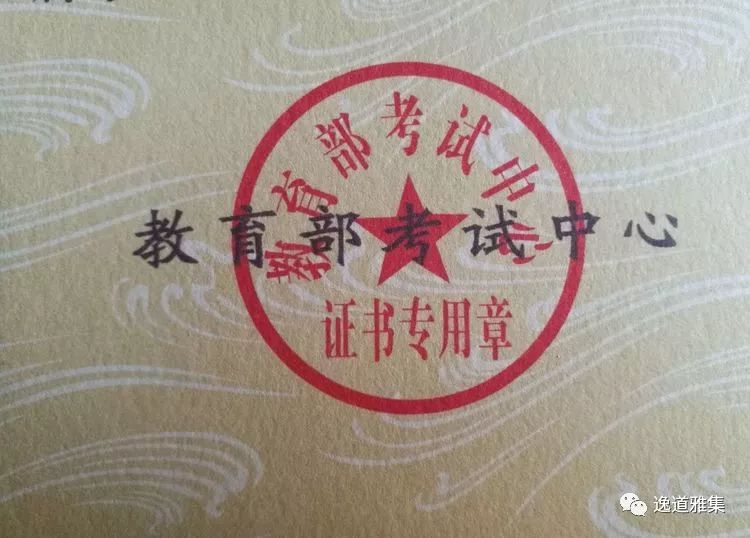 教育部考试中心
教育部考试中心
证书专用章
逸道雅集